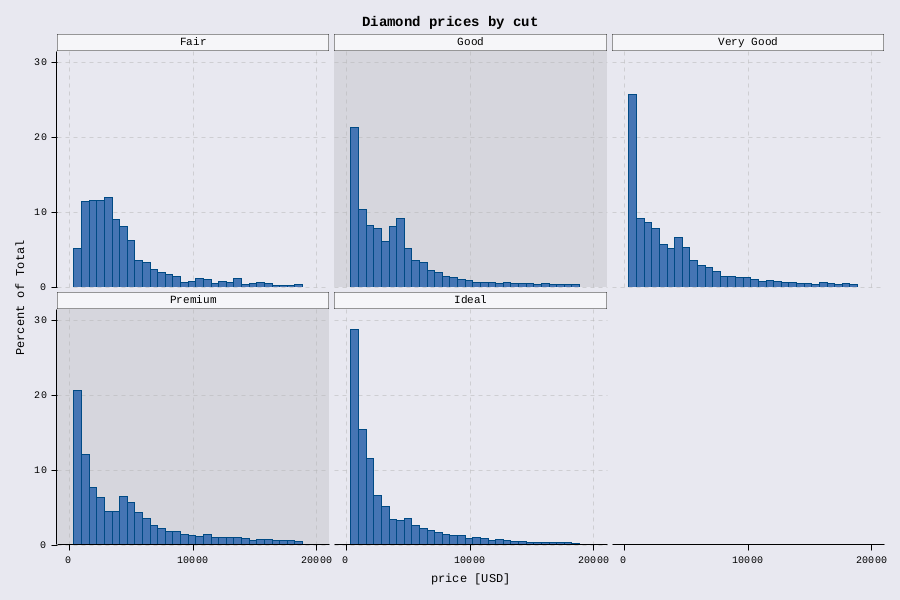 Diamond prices by cut
Fair Good Very Good
30
20
10
0
Percent of Total
Premium Ideal
30
20
10
0
0 10000 20000 0 10000 20000 0 10000 20000
price [USD]